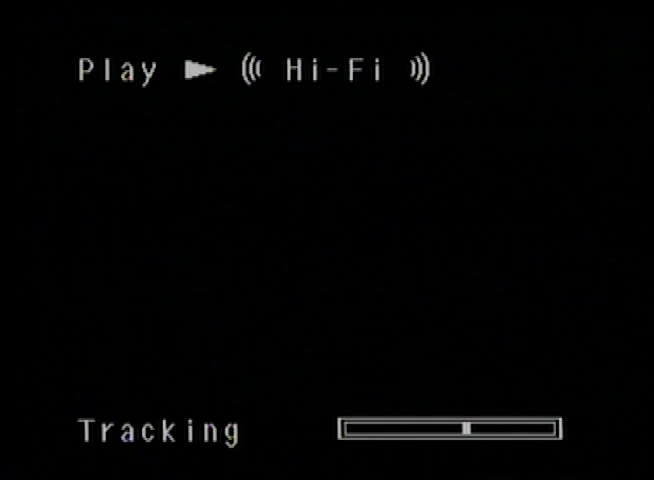 Play ► ((( Hi-Fi )))
Tracking